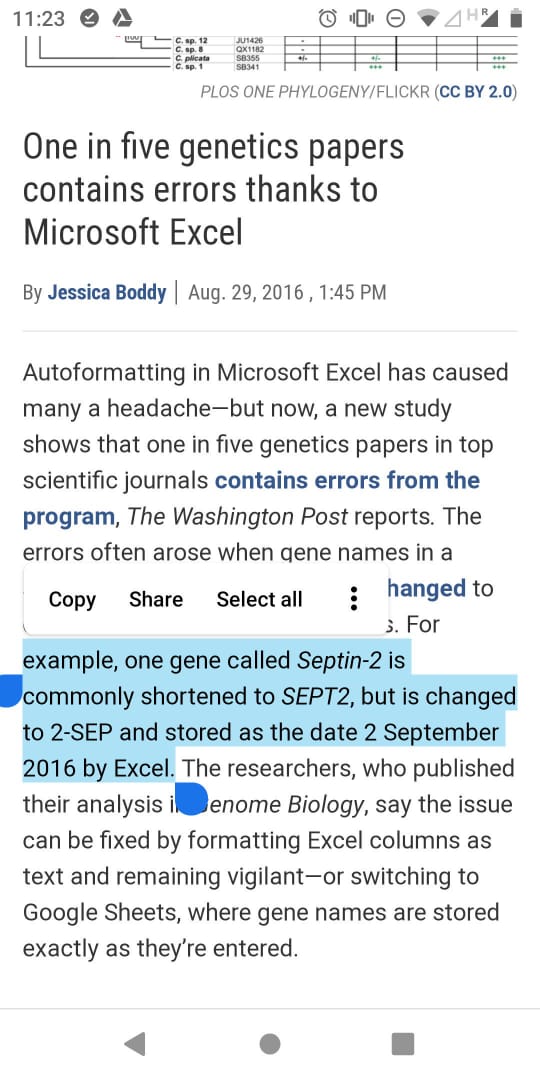 11:23
H R
C. sp. 12 JU1426 -
C. sp. 8 QX1182 -
C. plicata SB355 +/- +/- +++
C. sp. 1 SB341 +++ +++
PLOS ONE PHYLOGENY/FLICKR (CC BY 2.0)
One in five genetics papers
contains errors thanks to
Microsoft Excel
By Jessica Boddy | Aug. 29, 2016 , 1:45 PM
Autoformatting in Microsoft Excel has caused
many a headache—but now, a new study
shows that one in five genetics papers in top
scientific journals contains errors from the
program, The Washington Post reports. The
errors often arose when gene names in a
hanged to
Copy Share Select all
s. For
example, one gene called Septin-2 is
commonly shortened to SEPT2, but is changed
to 2-SEP and stored as the date 2 September
2016 by Excel. The researchers, who published
their analysis i enome Biology, say the issue
can be fixed by formatting Excel columns as
text and remaining vigilant—or switching to
Google Sheets, where gene names are stored
exactly as they're entered.